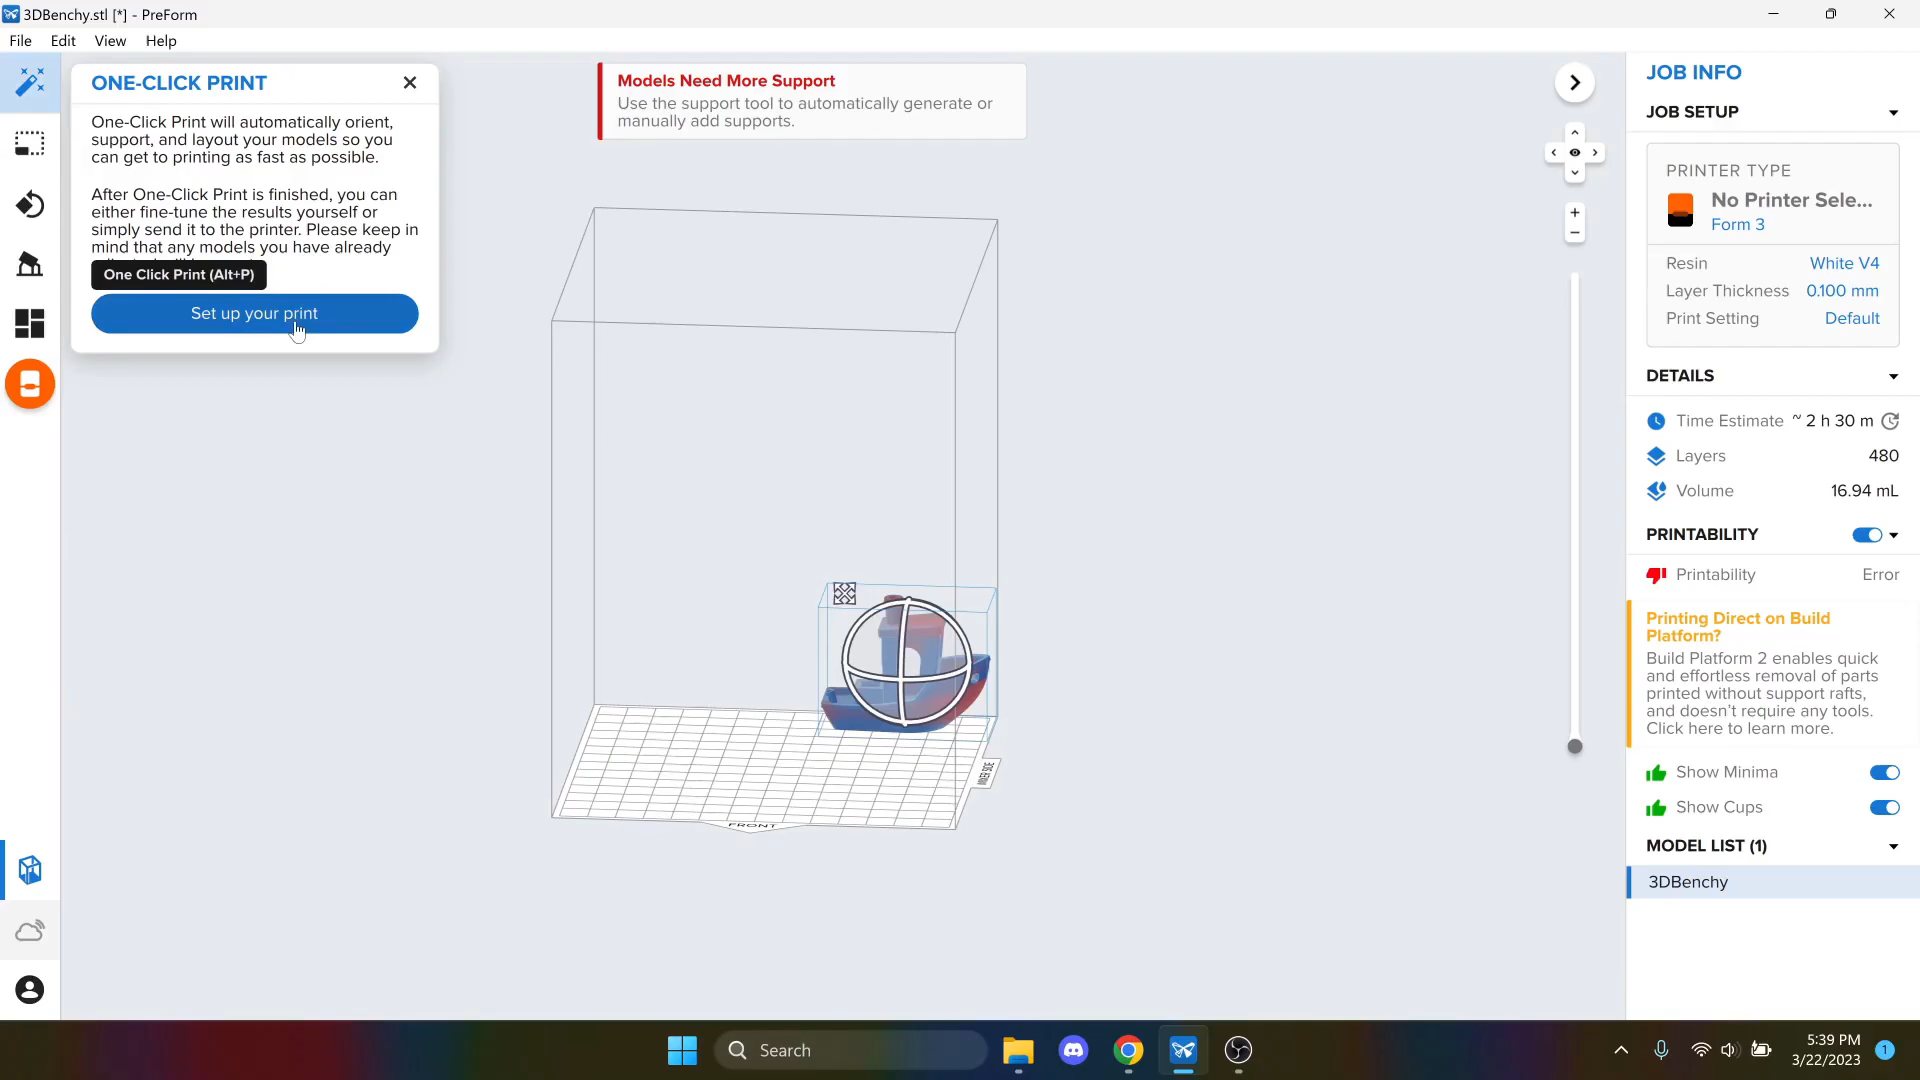 3DBenchy.stl [*] - PreForm
File Edit View Help
ONE-CLICK PRINT
One-Click Print will automatically orient,
support, and layout your models so you
can get to printing as fast as possible.
After One-Click Print is finished, you can
either fine-tune the results yourself or
simply send it to the printer. Please keep in
mind that any models you have already
One Click Print (Alt+P)
Set up your print
Models Need More Support
Use the support tool to automatically generate or
manually add supports.
MIXER SIDE
FRONT
JOB INFO
JOB SETUP
PRINTER TYPE
No Printer Sele...
Form 3
Resin White V4
Layer Thickness 0.100 mm
Print Setting Default
DETAILS
Time Estimate ~ 2 h 30 m
Layers 480
Volume 16.94 mL
PRINTABILITY
Printability Error
Printing Direct on Build
Platform?
Build Platform 2 enables quick
and effortless removal of parts
printed without support rafts,
and doesn't require any tools.
Click here to learn more.
Show Minima
Show Cups
MODEL LIST (1)
3DBenchy
Search
5:39 PM
3/22/2023
1